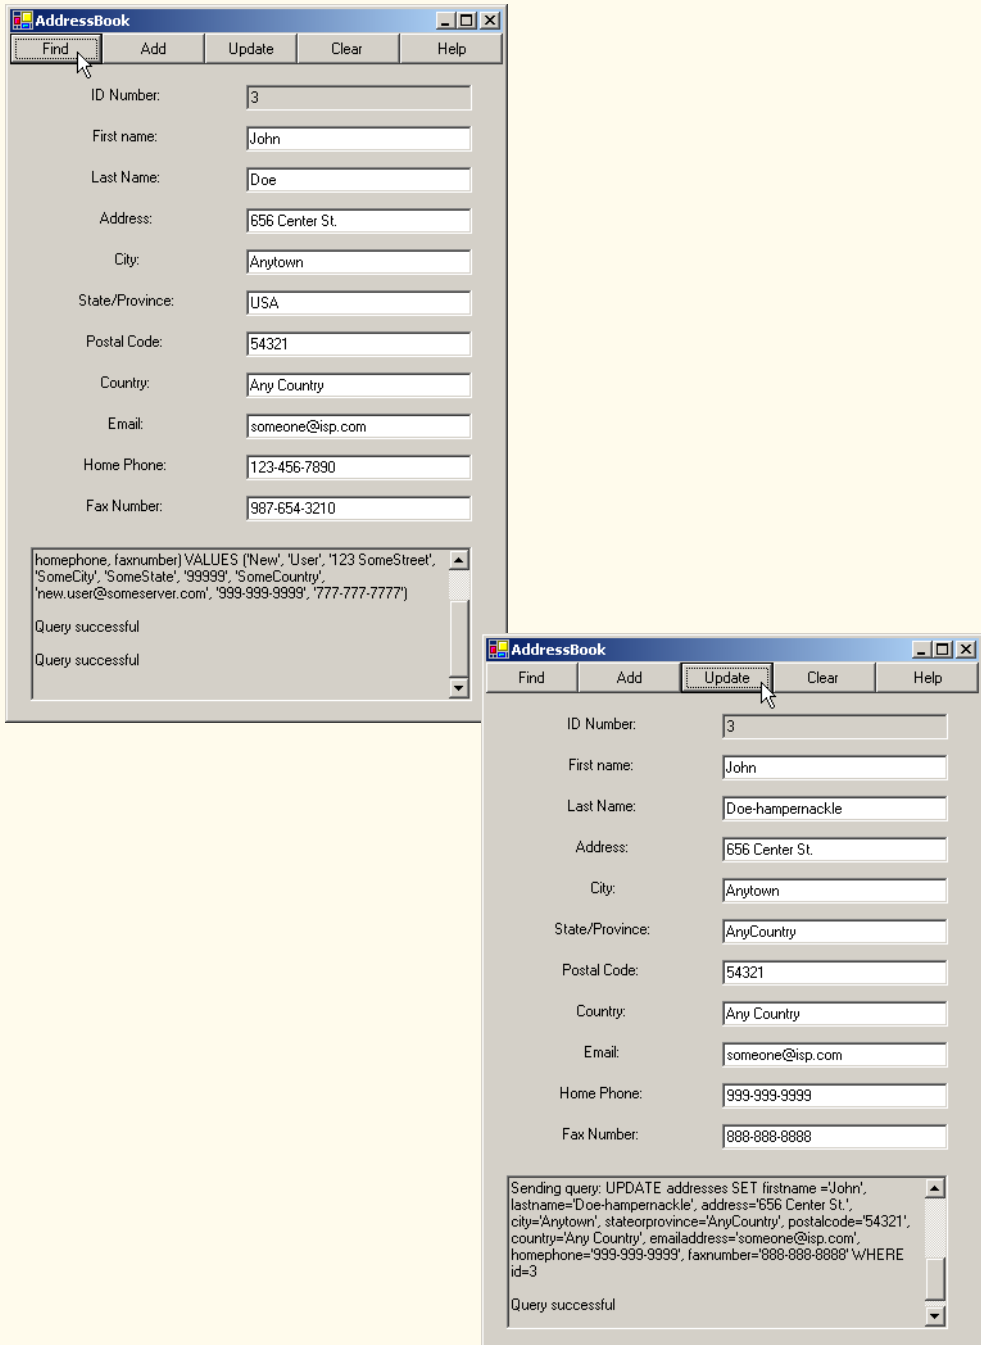 AddressBook
Find Add Update Clear Help
ID Number: 3
First name: John
Last Name: Doe
Address: 656 Center St.
City: Anytown
State/Province: USA
Postal Code: 54321
Country: Any Country
Email: someone@isp.com
Home Phone: 123-456-7890
Fax Number: 987-654-3210
homephone, faxnumber) VALUES ('New', 'User', '123 SomeStreet',
'SomeCity', 'SomeState', '99999', 'SomeCountry',
'new.user@someserver.com', '999-999-9999', '777-777-7777')
Query successful
Query successful
AddressBook
Find Add Update Clear Help
ID Number: 3
First name: John
Last Name: Doe-hampernackle
Address: 656 Center St.
City: Anytown
State/Province: AnyCountry
Postal Code: 54321
Country: Any Country
Email: someone@isp.com
Home Phone: 999-999-9999
Fax Number: 888-888-8888
Sending query: UPDATE addresses SET firstname ='John',
lastname='Doe-hampernackle', address='656 Center St.',
city='Anytown', stateorprovince='AnyCountry', postalcode='54321',
country='Any Country', emailaddress='someone@isp.com',
homephone='999-999-9999', faxnumber='888-888-8888' WHERE
id=3
Query successful